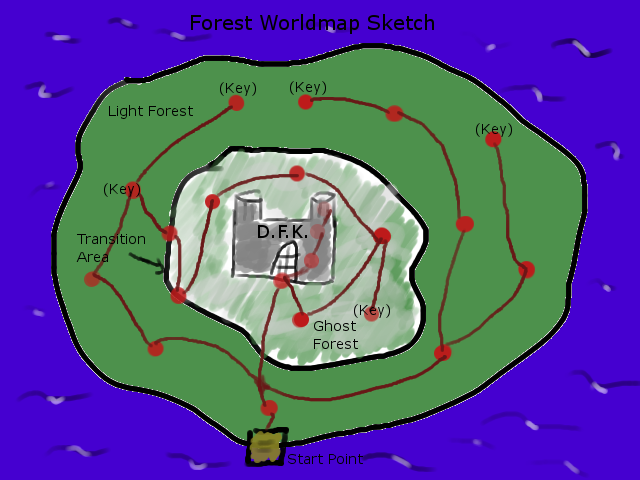 Forest Worldmap Sketch
(Key)
(Key)
Light Forest
(Key)
(Key)
D.F.K.
Transition
Area
(Key)
Ghost
Forest
Start Point